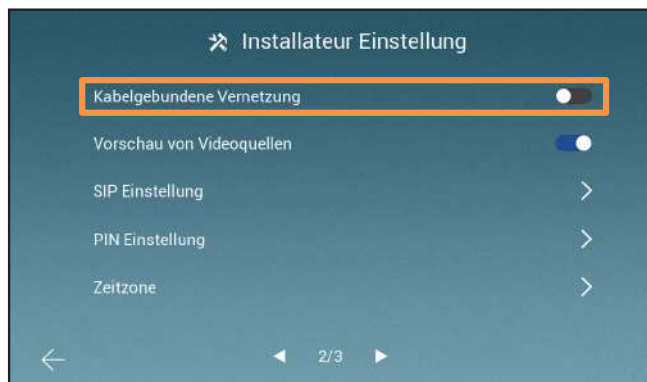 Installateur Einstellung
Kabelgebundene Vernetzung
Vorschau von Videoquellen
SIP Einstellung
PIN Einstellung
Zeitzone
2/3